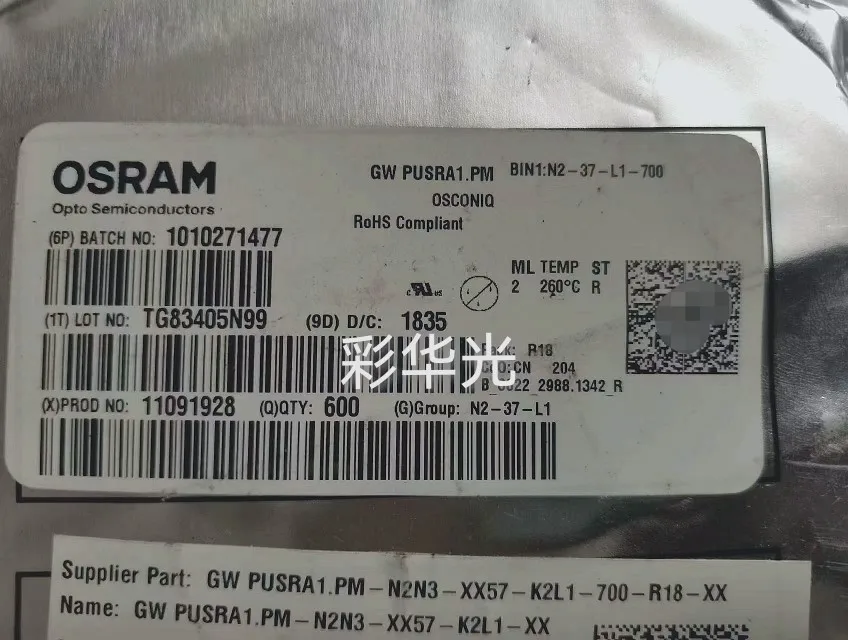 OSRAM
Opto Semiconductors
GW PUSRA1.PM BIN1:N2-37-L1-700
OSCONIQ
RoHS Compliant
(6P) BATCH NO: 1010271477
ML TEMP ST
2 260°C R
(1T) LOT NO: TG83405N99 (9D) D/C: 1835
彩华光
R18
CN 204
2988.1342_R
(X)PROD NO: 11091928 (Q)QTY: 600 (G)Group: N2-37-L1
Supplier Part: GW PUSRA1.PM-N2N3-XX57-K2L1-700-R18-XX
Name: GW PUSRA1.PM-N2N3-XX57-K2L1-XX